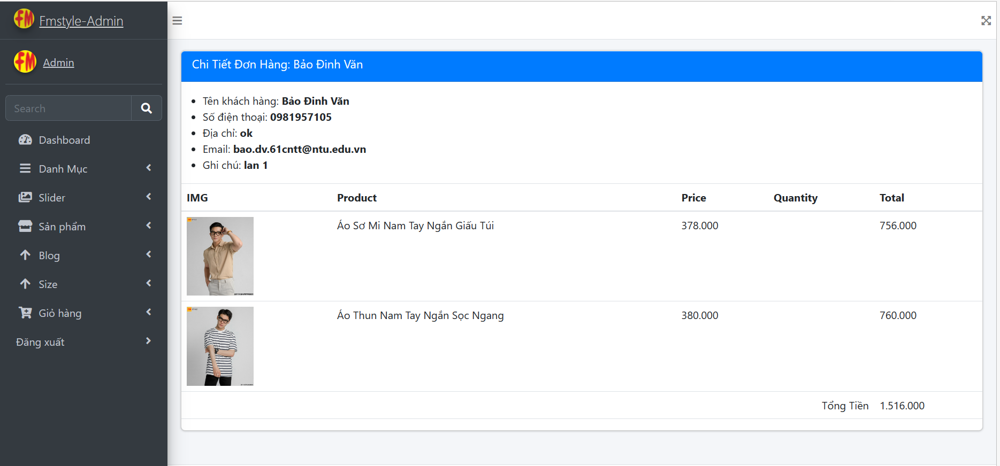 FM Fmstyle-Admin
FM Admin
Search
Dashboard
Danh Mục
Slider
Sản phẩm
Blog
Size
Giỏ hàng
Đăng xuất
Chi Tiết Đơn Hàng: Bảo Đinh Văn
Tên khách hàng: Bảo Đinh Văn
Số điện thoại: 0981957105
Địa chỉ: ok
Email: bao.dv.61cntt@ntu.edu.vn
Ghi chú: lan 1
IMG Product Price Quantity Total
Áo Sơ Mi Nam Tay Ngắn Giấu Túi 378.000 756.000
Áo Thun Nam Tay Ngắn Sọc Ngang 380.000 760.000
Tổng Tiền 1.516.000